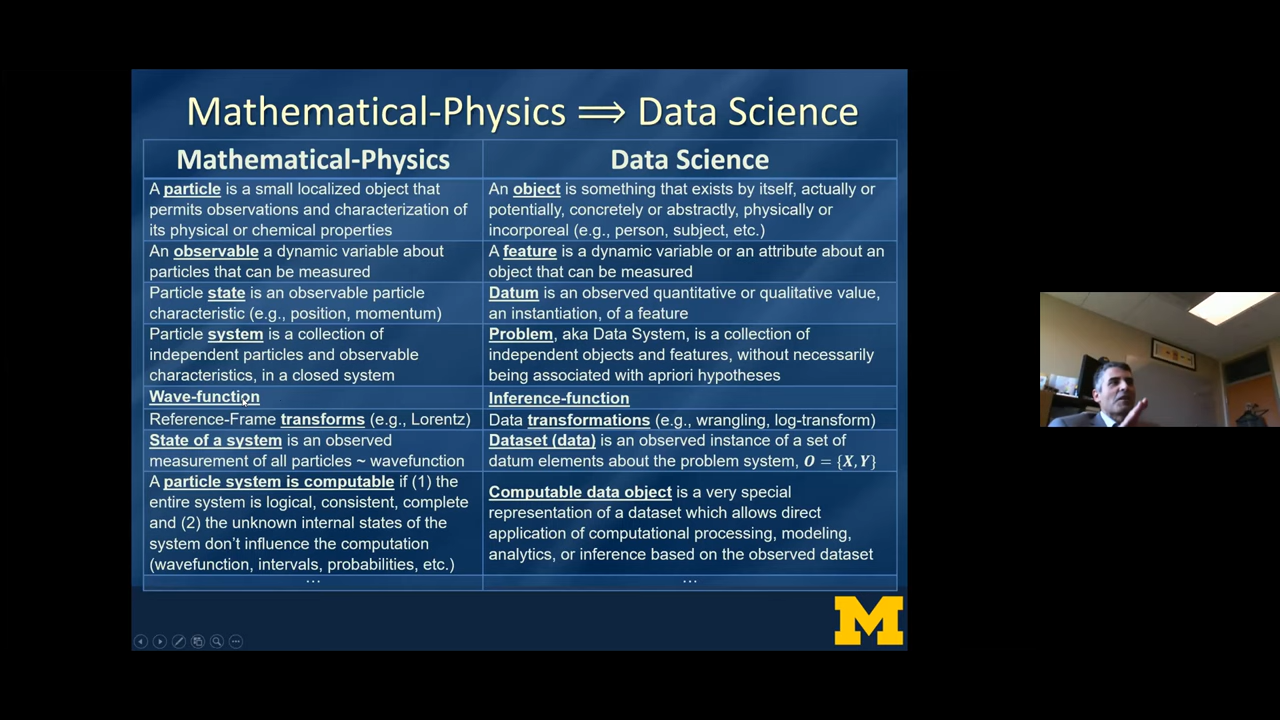 Mathematical-Physics ⟹ Data Science
Mathematical-Physics
Data Science
A particle is a small localized object that
permits observations and characterization of
its physical or chemical properties
An object is something that exists by itself, actually or
potentially, concretely or abstractly, physically or
incorporeal (e.g., person, subject, etc.)
An observable a dynamic variable about
particles that can be measured
A feature is a dynamic variable or an attribute about an
object that can be measured
Particle state is an observable particle
characteristic (e.g., position, momentum)
Datum is an observed quantitative or qualitative value,
an instantiation, of a feature
Particle system is a collection of
independent particles and observable
characteristics, in a closed system
Problem, aka Data System, is a collection of
independent objects and features, without necessarily
being associated with apriori hypotheses
Wave-function
Inference-function
Reference-Frame transforms (e.g., Lorentz)
Data transformations (e.g., wrangling, log-transform)
State of a system is an observed
measurement of all particles ~ wavefunction
Dataset (data) is an observed instance of a set of
datum elements about the problem system, O = {X, Y}
A particle system is computable if (1) the
entire system is logical, consistent, complete
and (2) the unknown internal states of the
system don't influence the computation
(wavefunction, intervals, probabilities, etc.)
Computable data object is a very special
representation of a dataset which allows direct
application of computational processing, modeling,
analytics, or inference based on the observed dataset
...
...
M